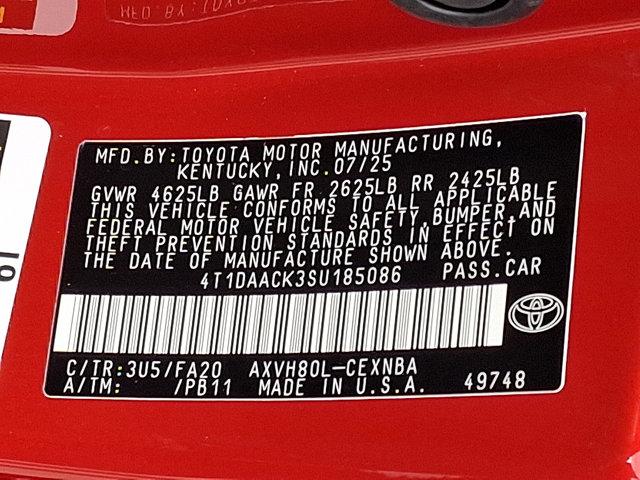 MFD.BY:TOYOTA MOTOR MANUFACTURING,
KENTUCKY,INC.07/25
GVWR 4625LB GAWR FR 2625LB RR 2425LB
THIS VEHICLE CONFORMS TO ALL APPLICABLE
FEDERAL MOTOR VEHICLE SAFETY,BUMPER,AND
THEFT PREVENTION STANDARDS IN EFFECT ON
THE DATE OF MANUFACTURE SHOWN ABOVE.
4T1DAACK3SU185086 PASS.CAR
C/TR:3U5/FA20 AXVH80L-CEXNBA
A/TM: /PB11 MADE IN U.S.A. 49748